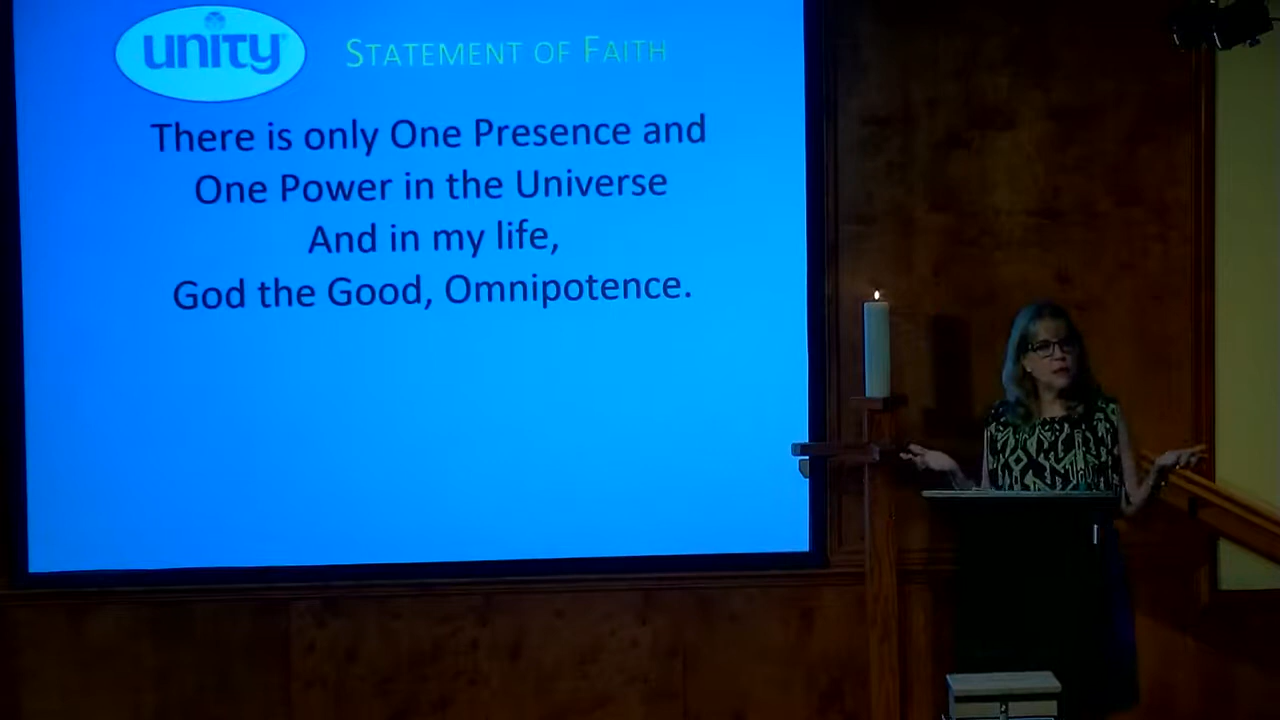 unity
STATEMENT OF FAITH
There is only One Presence and
One Power in the Universe
And in my life,
God the Good, Omnipotence.